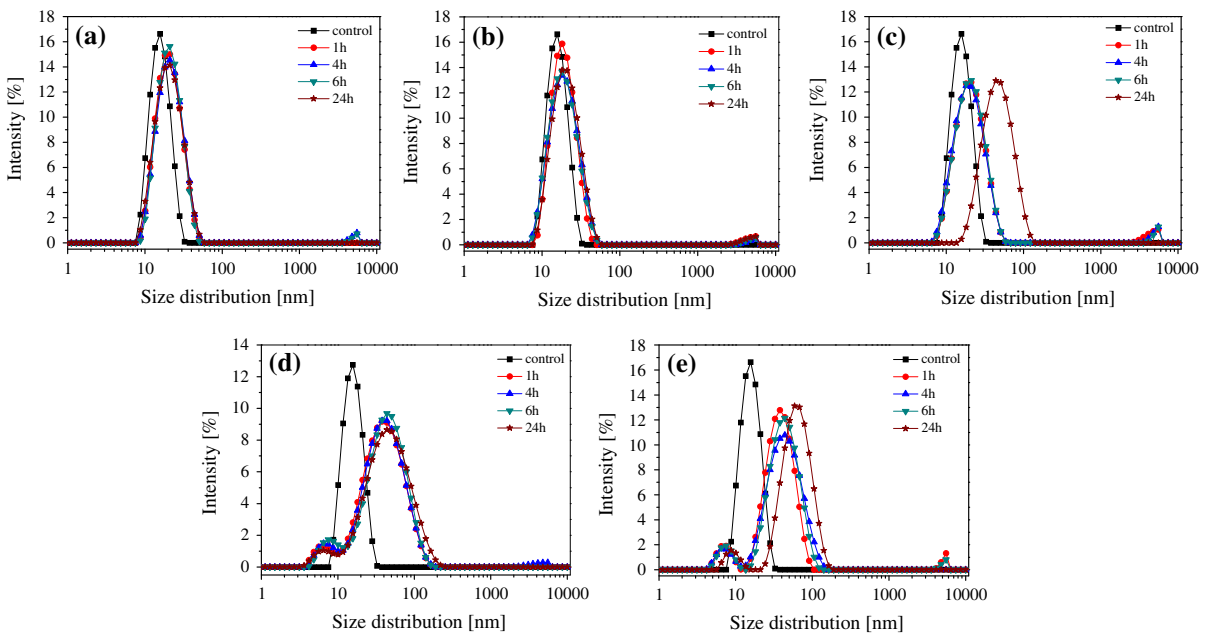 (a)
control
1h
4h
6h
24h
18
16
14
12
10
8
6
4
2
0
Intensity [%]
1 10 100 1000 10000
Size distribution [nm]
(b)
control
1h
4h
6h
24h
18
16
14
12
10
8
6
4
2
0
Intensity [%]
1 10 100 1000 10000
Size distribution [nm]
(c)
control
1h
4h
6h
24h
18
16
14
12
10
8
6
4
2
0
Intensity [%]
1 10 100 1000 10000
Size distribution [nm]
(d)
control
1h
4h
6h
24h
14
12
10
8
6
4
2
0
Intensity [%]
1 10 100 1000 10000
Size distribution [nm]
(e)
control
1h
4h
6h
24h
18
16
14
12
10
8
6
4
2
0
Intensity [%]
1 10 100 1000 10000
Size distribution [nm]